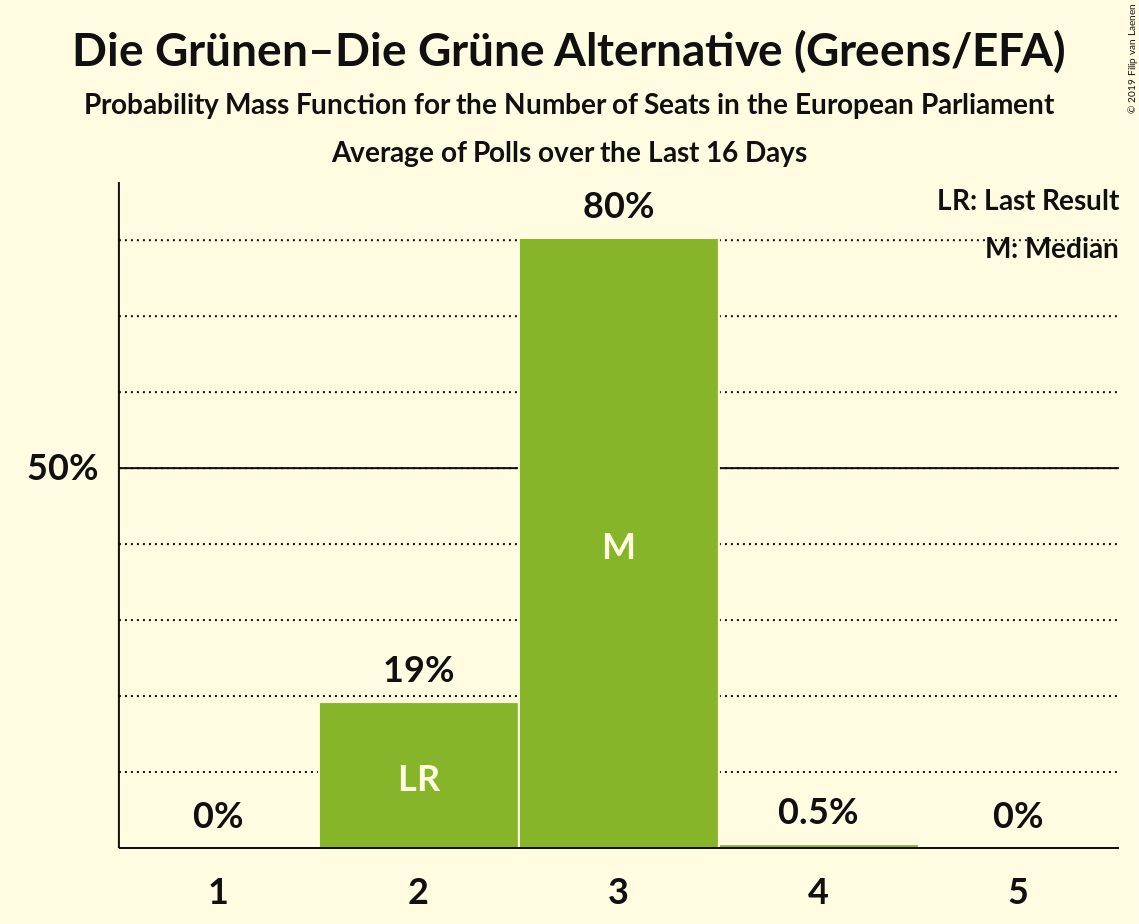 Die Grünen–Die Grüne Alternative (Greens/EFA)
Probability Mass Function for the Number of Seats in the European Parliament
Average of Polls over the Last 16 Days
© 2019 Filip van Laenen
LR: Last Result
M: Median
80%
50%
M
19%
LR
0%
0.5%
0%
1 2 3 4 5